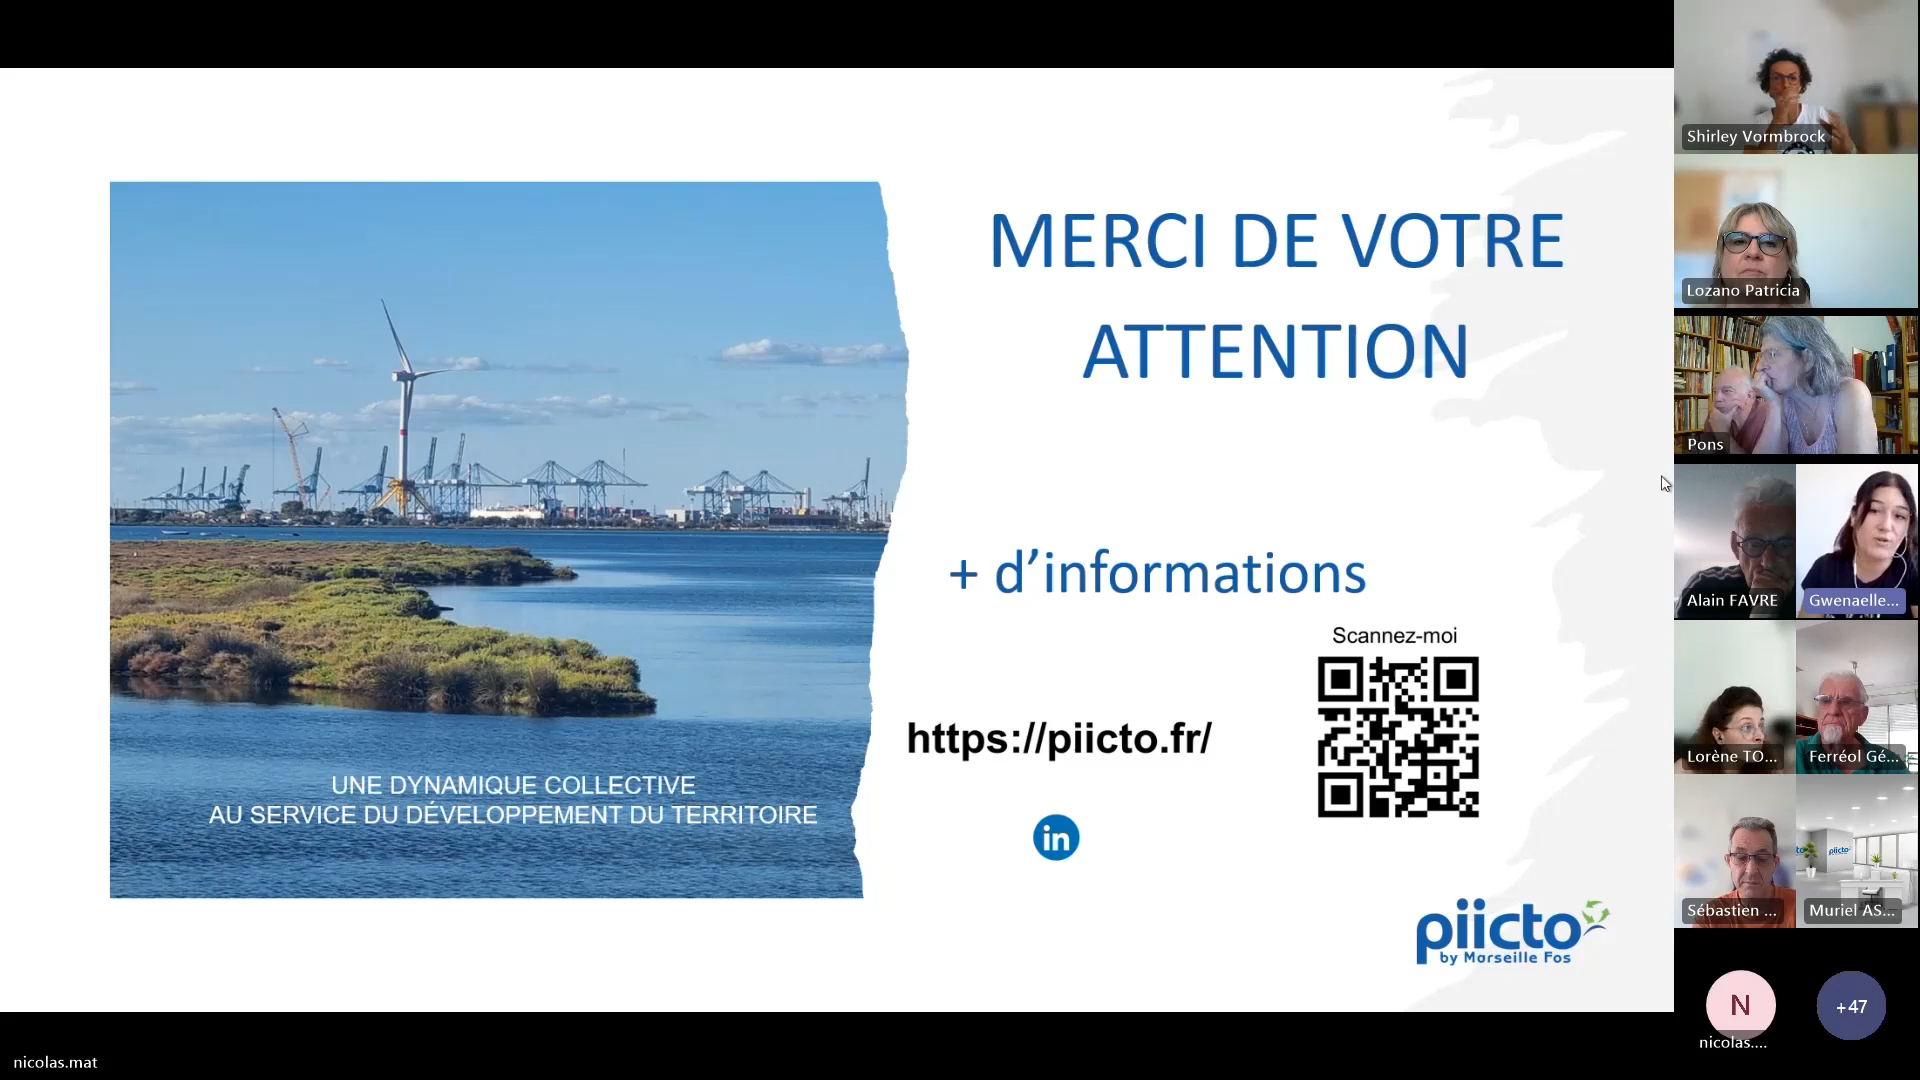 MERCI DE VOTRE
ATTENTION
+ d’informations
Scannez-moi
https://piicto.fr/
in
UNE DYNAMIQUE COLLECTIVE
AU SERVICE DU DÉVELOPPEMENT DU TERRITOIRE
piicto
by Marseille Fos
nicolas.mat
Shirley Vormbrock
Lozano Patricia
Pons
Alain FAVRE
Gwenaelle...
Lorène TO...
Ferréol Gé...
Sébastien ...
piicto
Muriel AS...
N
nicolas....
+47